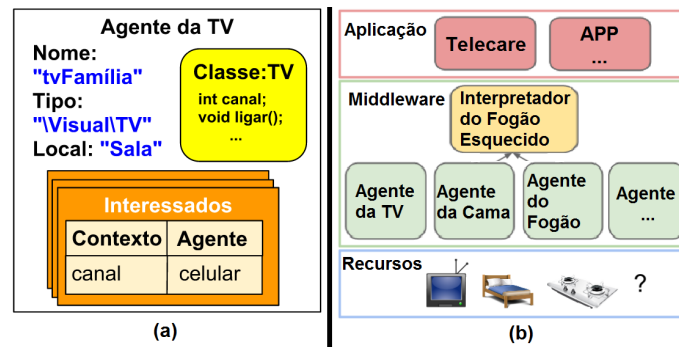 Agente da TV
Nome:
"tvFamília"
Tipo:
"\Visual\TV"
Local: "Sala"
Classe:TV
int canal;
void ligar();
...
Interessados
Contexto Agente
canal celular
(a)
Aplicação
Telecare
APP
...
Middleware
Interpretador
do Fogão
Esquecido
Agente
da TV
Agente
da Cama
Agente
do
Fogão
Agente
...
Recursos
?
(b)